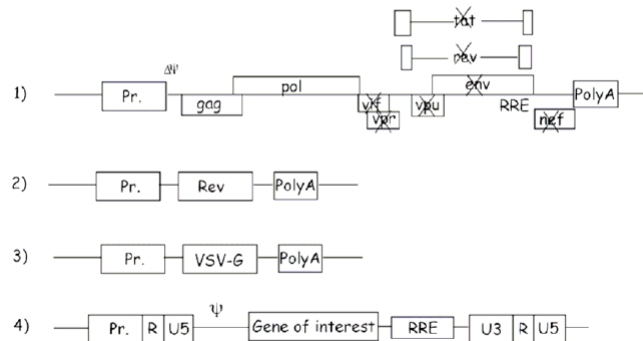 tat
rev
ΔΨ
1) Pr. gag pol vif vpr vpu env RRE nef PolyA
2) Pr. Rev PolyA
3) Pr. VSV-G PolyA
Ψ
4) Pr. R U5 Gene of interest RRE U3 R U5